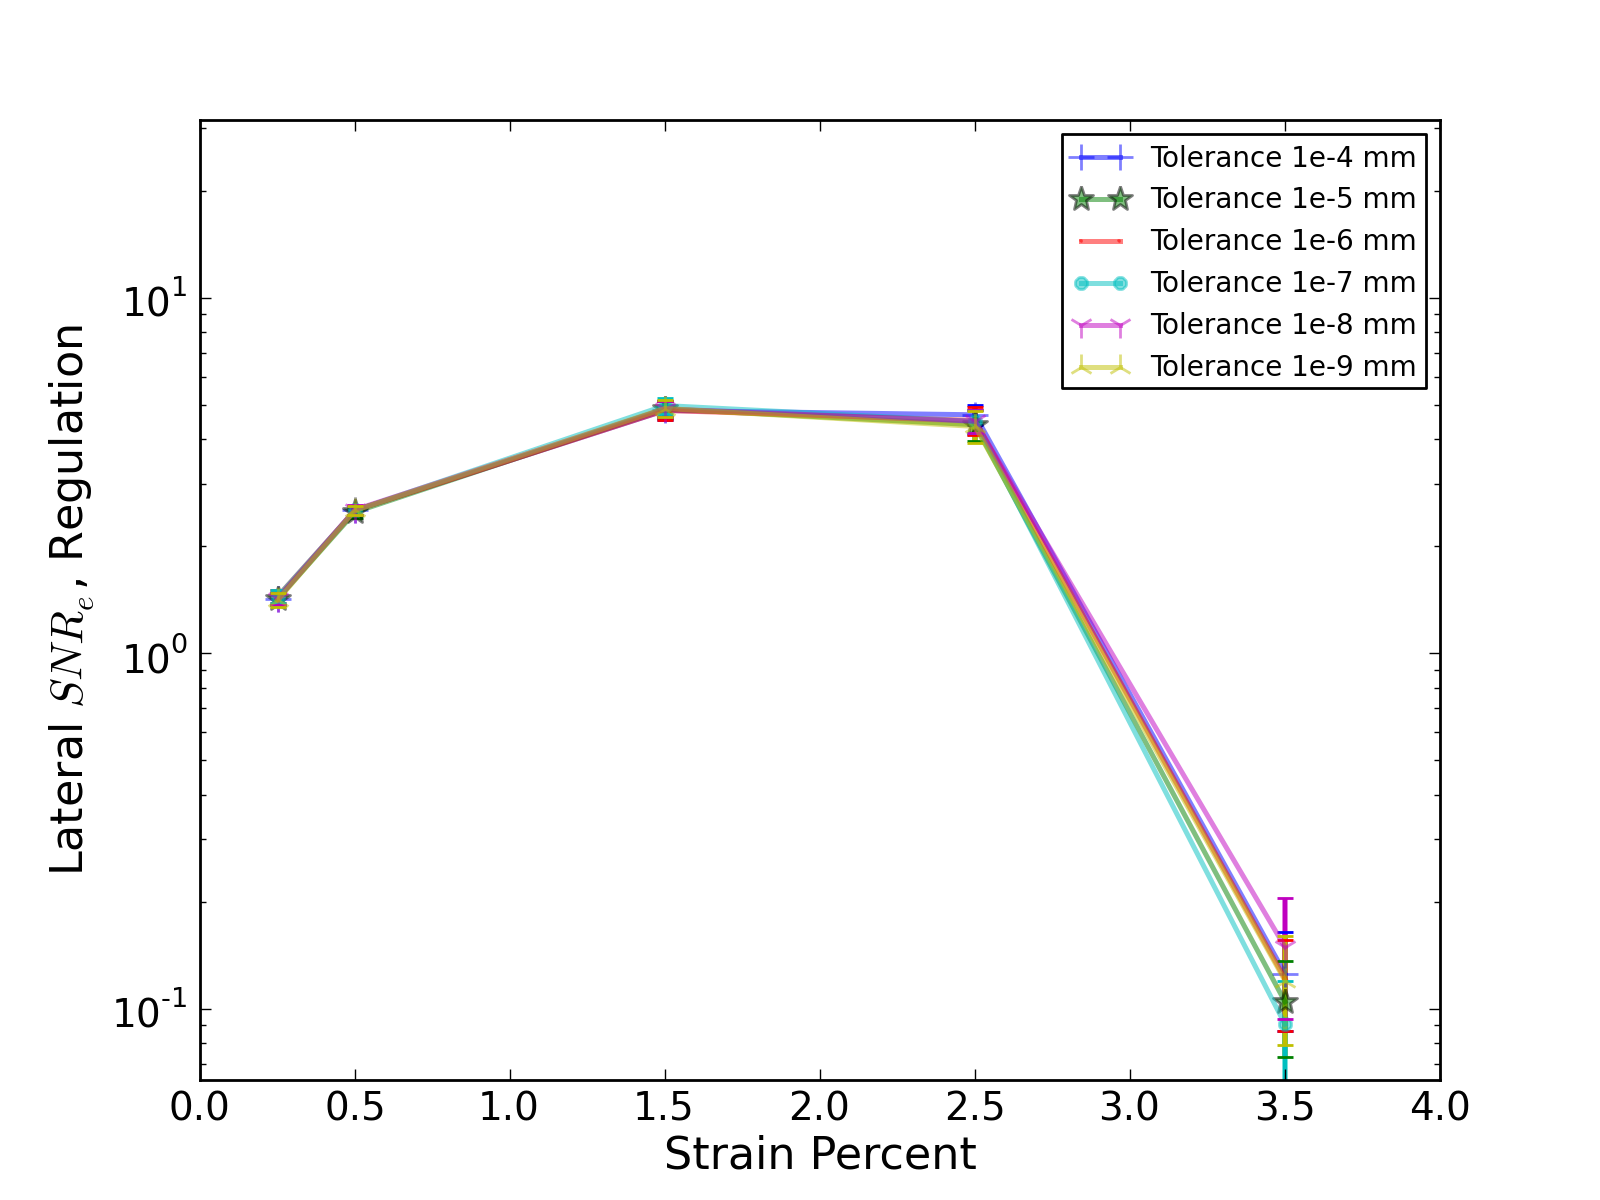 Tolerance 1e-4 mm
Tolerance 1e-5 mm
Tolerance 1e-6 mm
Tolerance 1e-7 mm
Tolerance 1e-8 mm
Tolerance 1e-9 mm
10^1
10^0
10^-1
Lateral SNR_e, Regulation
0.0 0.5 1.0 1.5 2.0 2.5 3.0 3.5 4.0
Strain Percent